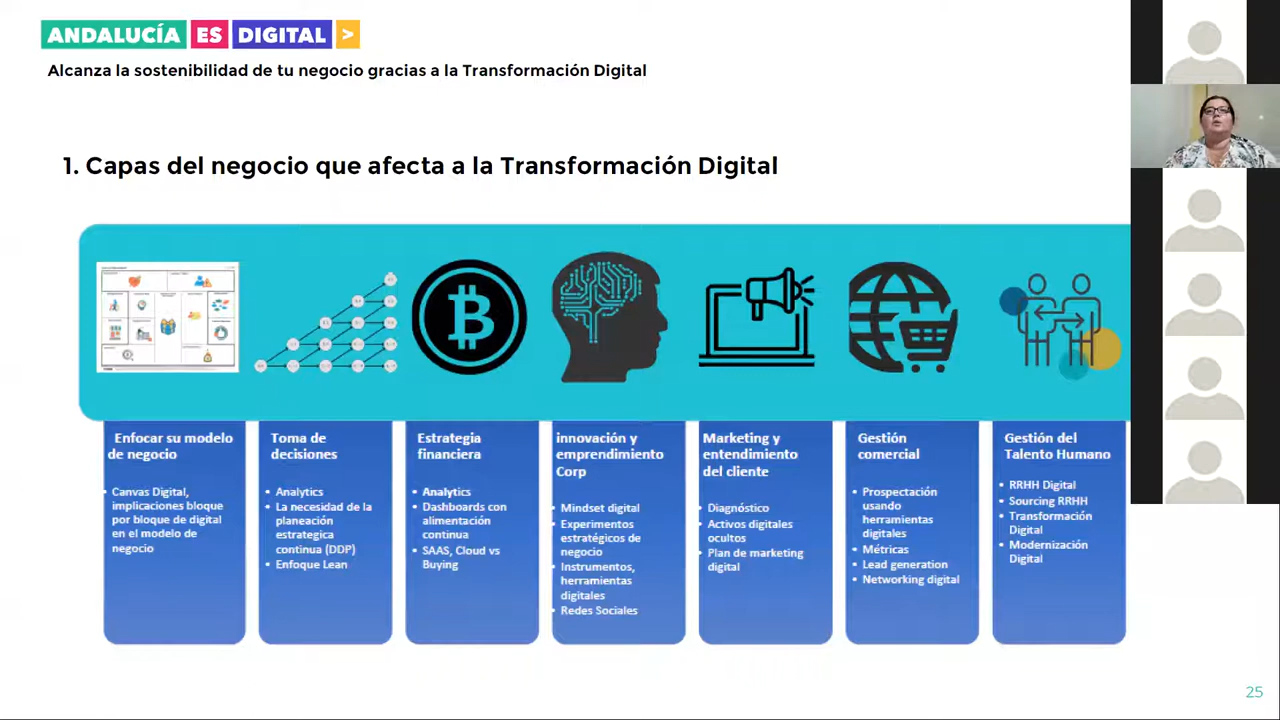 ANDALUCÍA ES DIGITAL >
Alcanza la sostenibilidad de tu negocio gracias a la Transformación Digital
1. Capas del negocio que afecta a la Transformación Digital
Enfocar su modelo
de negocio
• Canvas Digital,
implicaciones bloque
por bloque de digital
en el modelo de
negocio
Toma de
decisiones
• Analytics
• La necesidad de la
planeación
estrategica
continua (DDP)
• Enfoque Lean
Estrategia
financiera
• Analytics
• Dashboards con
alimentación
continua
• SAAS, Cloud vs
Buying
innovación y
emprendimiento
Corp
• Mindset digital
• Experimentos
estratégicos de
negocio
• Instrumentos,
herramientas
digitales
• Redes Sociales
Marketing y
entendimiento
del cliente
• Diagnóstico
• Activos digitales
ocultos
• Plan de marketing
digital
Gestión
comercial
• Prospectación
usando
herramientas
digitales
• Métricas
• Lead generation
• Networking digital
Gestión del
Talento Humano
• RRHH Digital
• Sourcing RRHH
• Transformación
Digital
• Modernización
Digital
25